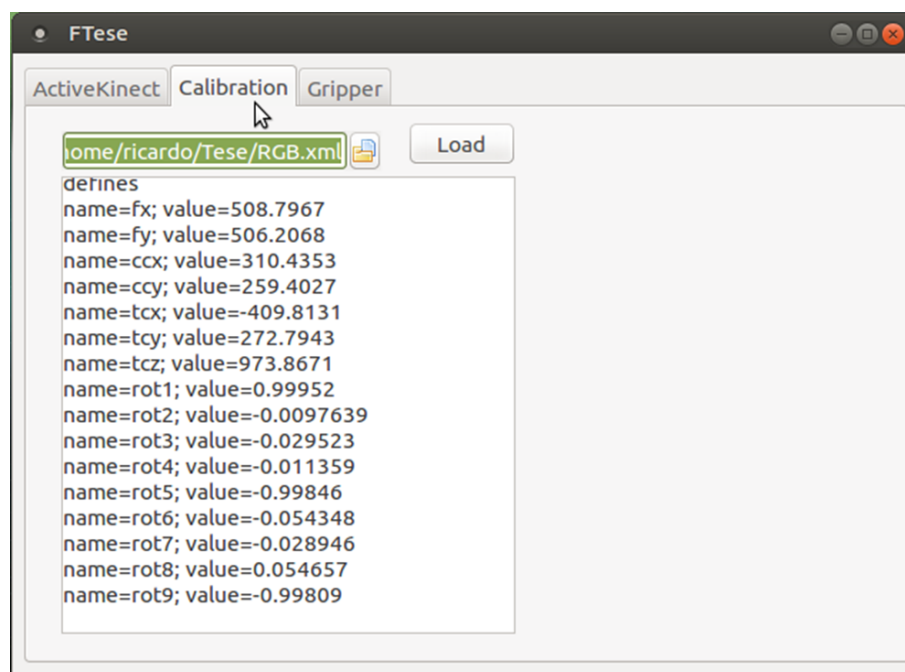 FTese
ActiveKinect Calibration Gripper
home/ricardo/Tese/RGB.xml Load
defines
name=fx; value=508.7967
name=fy; value=506.2068
name=ccx; value=310.4353
name=ccy; value=259.4027
name=tcx; value=-409.8131
name=tcy; value=272.7943
name=tcz; value=973.8671
name=rot1; value=0.99952
name=rot2; value=-0.0097639
name=rot3; value=-0.029523
name=rot4; value=-0.011359
name=rot5; value=-0.99846
name=rot6; value=-0.054348
name=rot7; value=-0.028946
name=rot8; value=0.054657
name=rot9; value=-0.99809